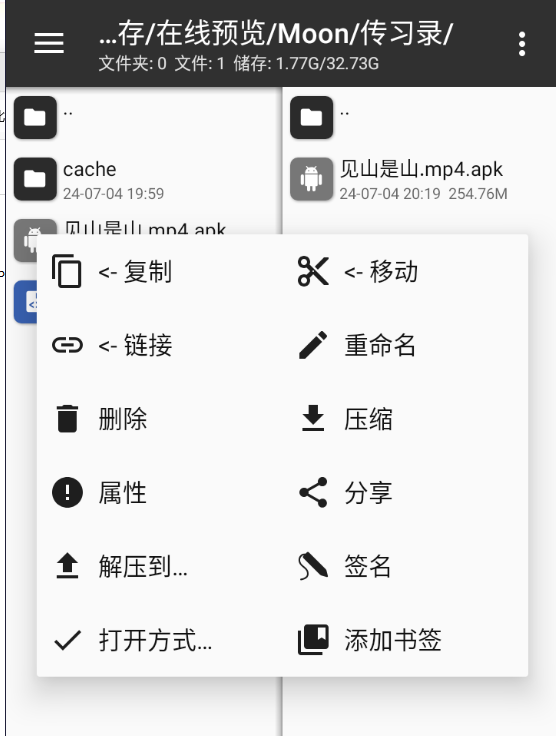 …存/在线预览/Moon/传习录/
文件夹: 0 文件: 1 储存: 1.77G/32.73G
..
cache
24-07-04 19:59
见山是山.mp4.apk
..
见山是山.mp4.apk
24-07-04 20:19 254.76M
<- 复制
<- 移动
<- 链接
重命名
删除
压缩
属性
分享
解压到...
签名
打开方式...
添加书签